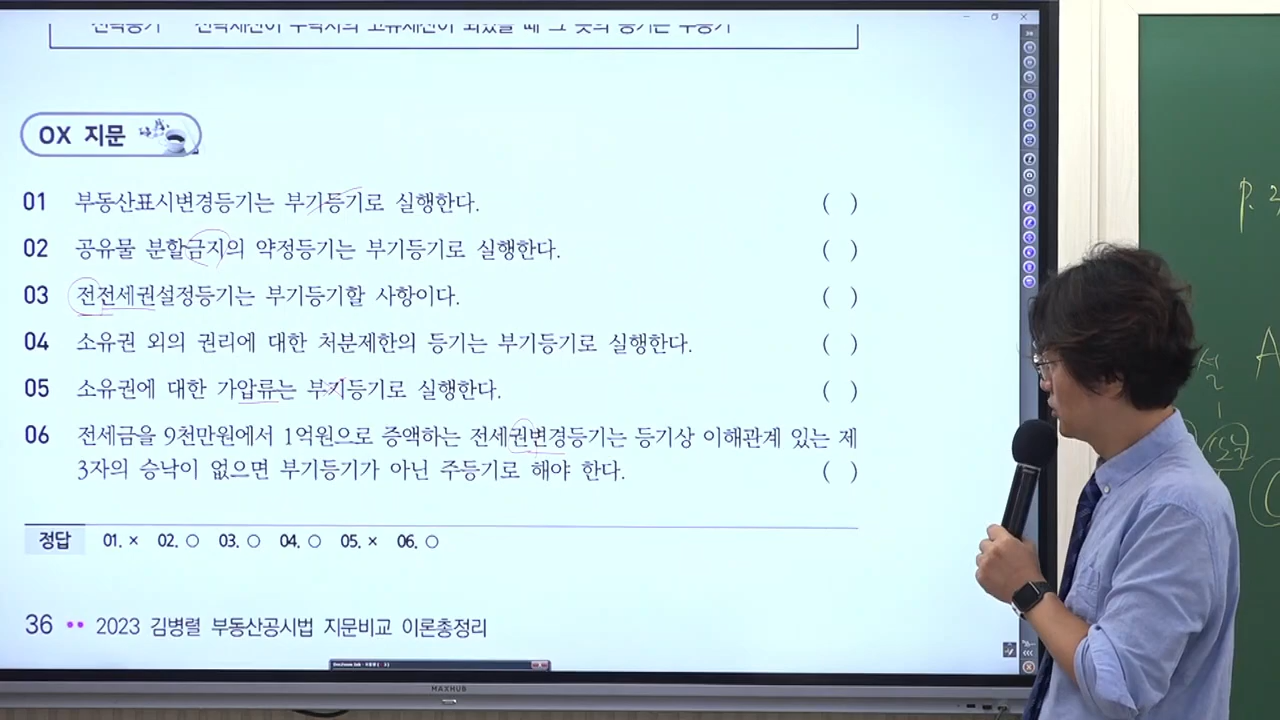 OX 지문
01 부동산표시변경등기는 부기등기로 실행한다. ( )
02 공유물 분할금지의 약정등기는 부기등기로 실행한다. ( )
03 전전세권설정등기는 부기등기할 사항이다. ( )
04 소유권 외의 권리에 대한 처분제한의 등기는 부기등기로 실행한다. ( )
05 소유권에 대한 가압류는 부기등기로 실행한다. ( )
06 전세금을 9천만원에서 1억원으로 증액하는 전세권변경등기는 등기상 이해관계 있는 제
3자의 승낙이 없으면 부기등기가 아닌 주등기로 해야 한다. ( )
정답 01. × 02. ○ 03. ○ 04. ○ 05. × 06. ○
36 •• 2023 김병렬 부동산공시법 지문비교 이론총정리
MAXHUB